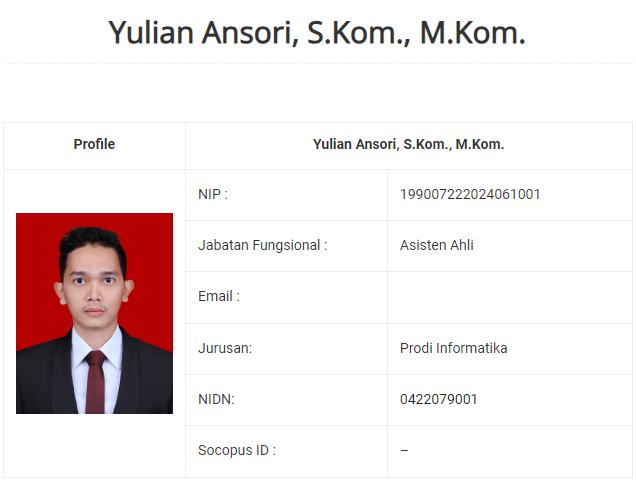 Yulian Ansori, S.Kom., M.Kom.
Profile Yulian Ansori, S.Kom., M.Kom.
NIP : 199007222024061001
Jabatan Fungsional : Asisten Ahli
Email :
Jurusan: Prodi Informatika
NIDN: 0422079001
Socopus ID : –